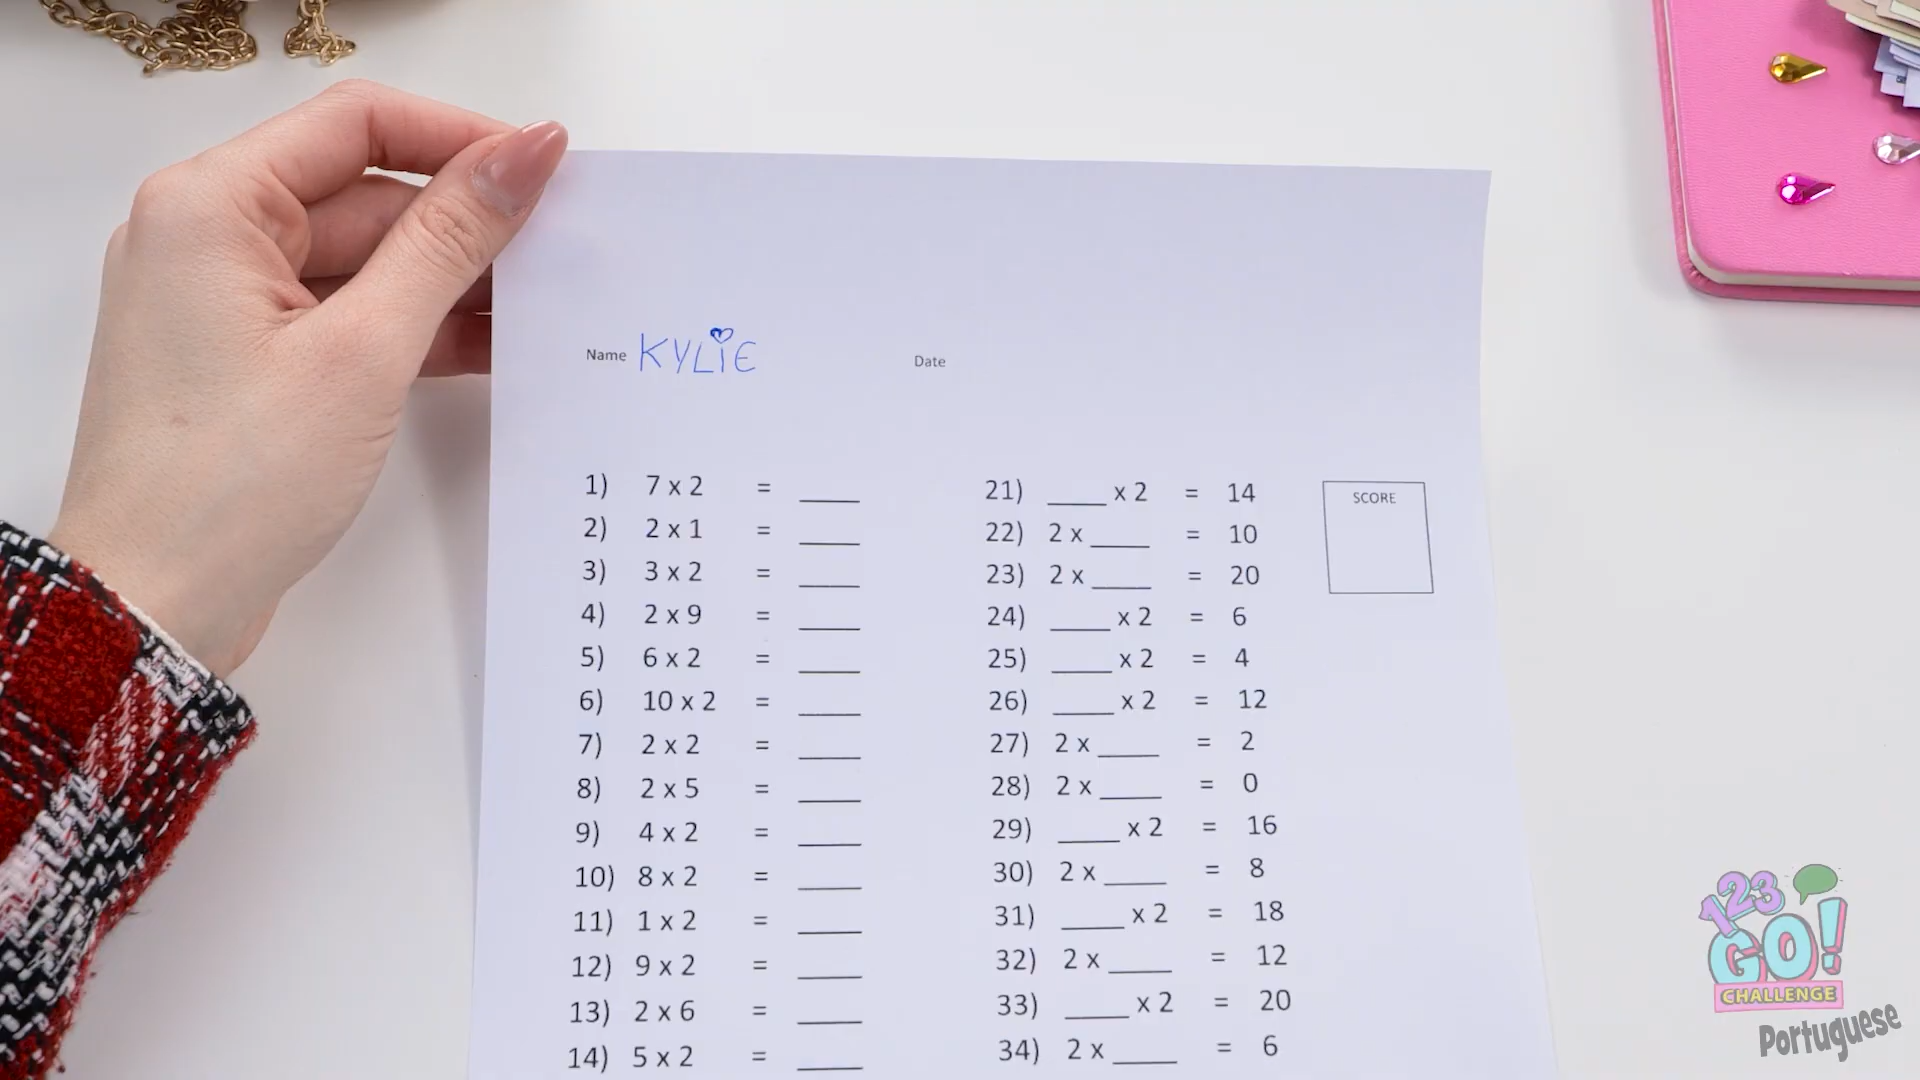 Name KYLIE Date
1) 7 x 2 = ____
2) 2 x 1 = ____
3) 3 x 2 = ____
4) 2 x 9 = ____
5) 6 x 2 = ____
6) 10 x 2 = ____
7) 2 x 2 = ____
8) 2 x 5 = ____
9) 4 x 2 = ____
10) 8 x 2 = ____
11) 1 x 2 = ____
12) 9 x 2 = ____
13) 2 x 6 = ____
14) 5 x 2 = ____
21) ____ x 2 = 14
22) 2 x ____ = 10
23) 2 x ____ = 20
24) ____ x 2 = 6
25) ____ x 2 = 4
26) ____ x 2 = 12
27) 2 x ____ = 2
28) 2 x ____ = 0
29) ____ x 2 = 16
30) 2 x ____ = 8
31) ____ x 2 = 18
32) 2 x ____ = 12
33) ____ x 2 = 20
34) 2 x ____ = 6
SCORE
123
GO!
CHALLENGE
Portuguese